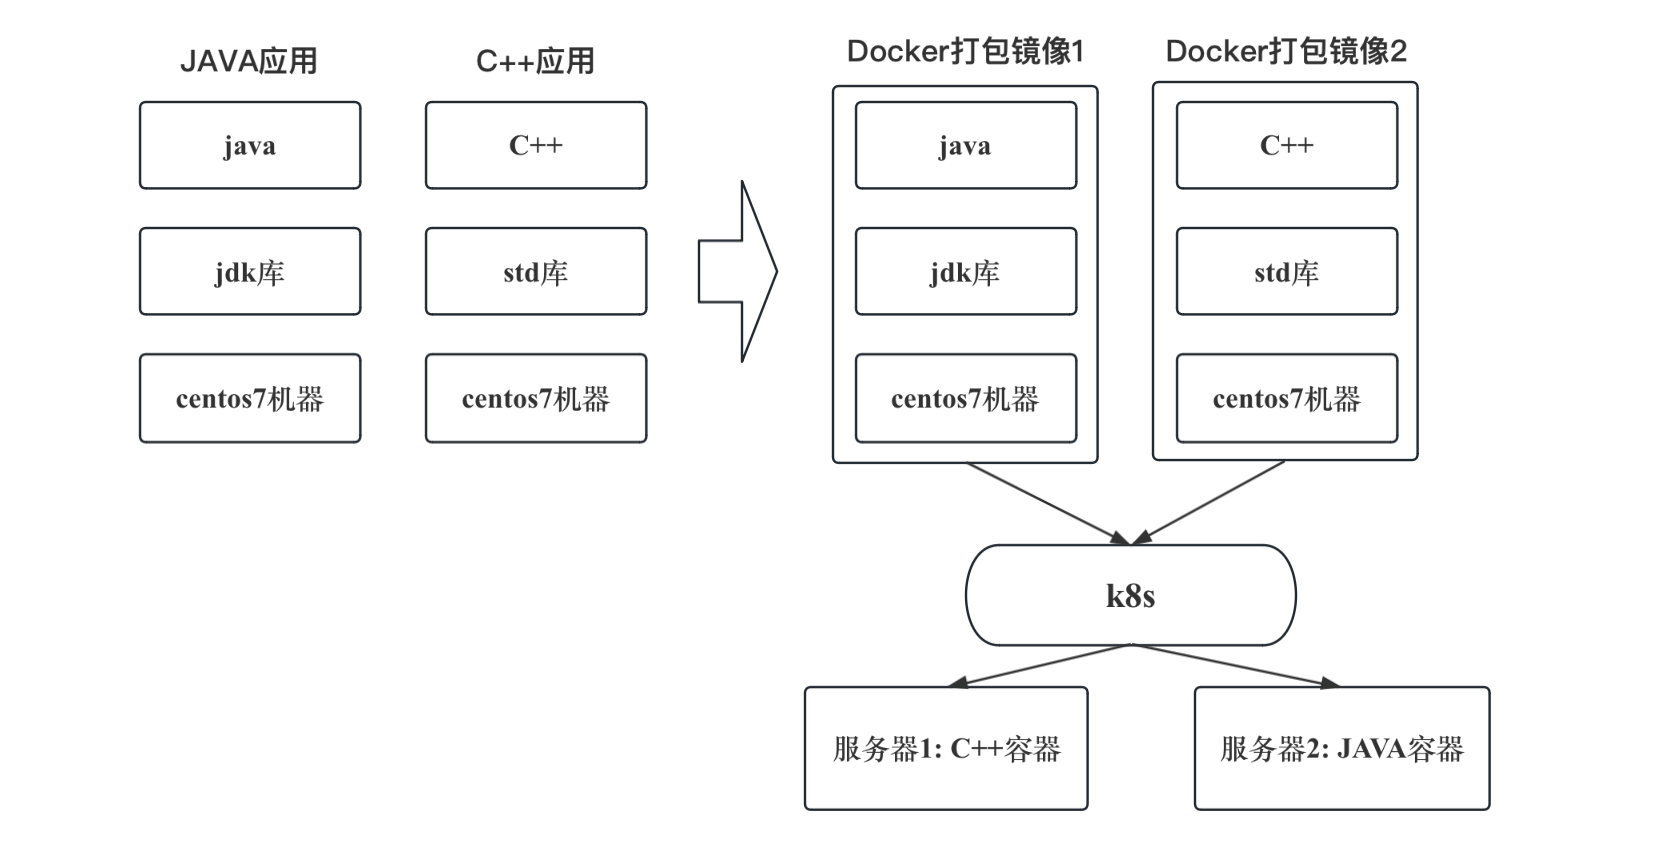 JAVA应用
C++应用
Docker打包镜像1
Docker打包镜像2
java
C++
java
C++
jdk库
std库
jdk库
std库
centos7机器
centos7机器
centos7机器
centos7机器
k8s
服务器1: C++容器
服务器2: JAVA容器